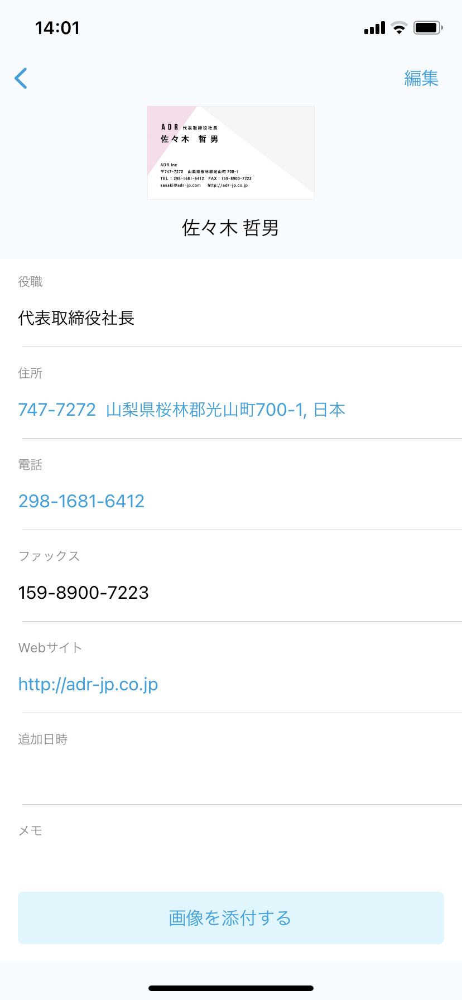 14:01
編集
ADR 代表取締役社長
佐々木 哲男
ADR.Inc
〒747-7272 山梨県桜林郡光山町 700-1
TEL : 298-1681-6412 FAX : 159-8900-7223
sasaki@adr-jp.com http://adr-jp.co.jp
佐々木 哲男
役職
代表取締役社長
住所
747-7272 山梨県桜林郡光山町700-1, 日本
電話
298-1681-6412
ファックス
159-8900-7223
Webサイト
http://adr-jp.co.jp
追加日時
メモ
画像を添付する